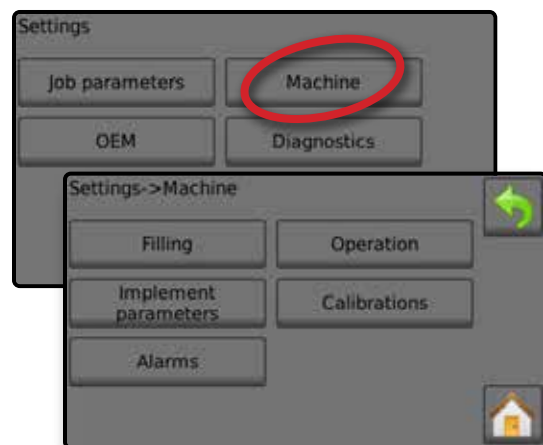 Settings
Job parameters Machine
OEM Diagnostics
Settings->Machine
Filling Operation
Implement
parameters
Calibrations
Alarms